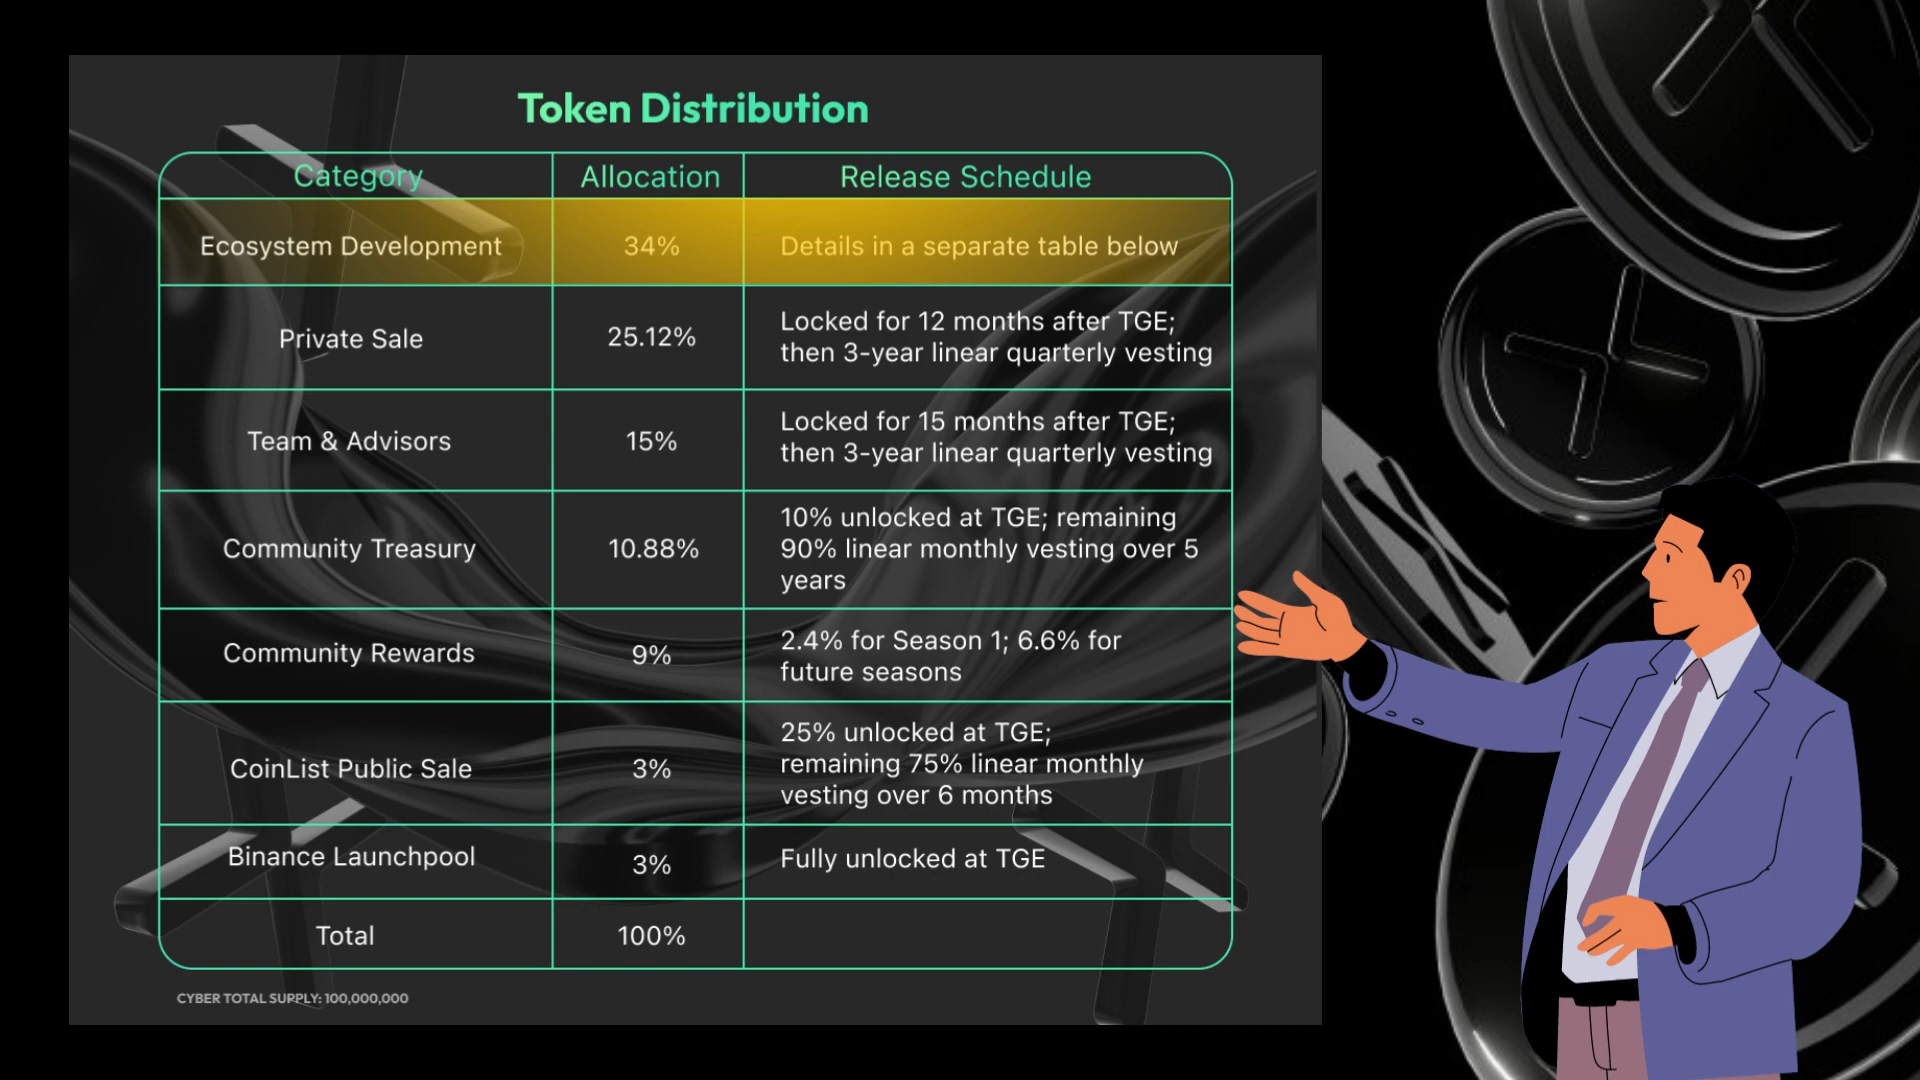 Token Distribution
Category Allocation Release Schedule
Ecosystem Development 34% Details in a separate table below
Private Sale 25.12% Locked for 12 months after TGE;
then 3-year linear quarterly vesting
Team & Advisors 15% Locked for 15 months after TGE;
then 3-year linear quarterly vesting
Community Treasury 10.88% 10% unlocked at TGE; remaining
90% linear monthly vesting over 5
years
Community Rewards 9% 2.4% for Season 1; 6.6% for
future seasons
CoinList Public Sale 3% 25% unlocked at TGE;
remaining 75% linear monthly
vesting over 6 months
Binance Launchpool 3% Fully unlocked at TGE
Total 100%
CYBER TOTAL SUPPLY: 100,000,000